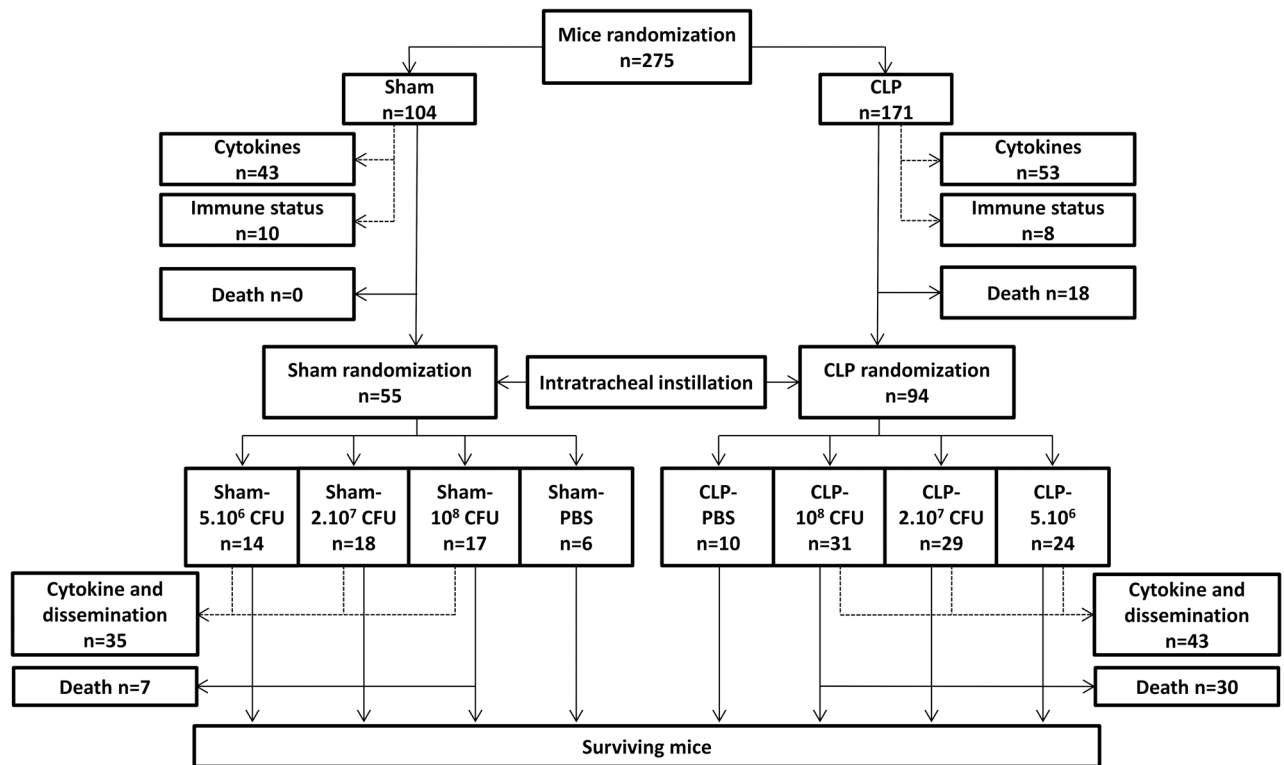 Mice randomization
n=275
Sham
n=104
CLP
n=171
Cytokines
n=43
Cytokines
n=53
Immune status
n=10
Immune status
n=8
Death n=0
Death n=18
Sham randomization
n=55
Intratracheal instillation
CLP randomization
n=94
Sham-
5.10⁶ CFU
n=14
Sham-
2.10⁷ CFU
n=18
Sham-
10⁸ CFU
n=17
Sham-
PBS
n=6
CLP-
PBS
n=10
CLP-
10⁸ CFU
n=31
CLP-
2.10⁷ CFU
n=29
CLP-
5.10⁶
n=24
Cytokine and
dissemination
n=35
Cytokine and
dissemination
n=43
Death n=7
Death n=30
Surviving mice